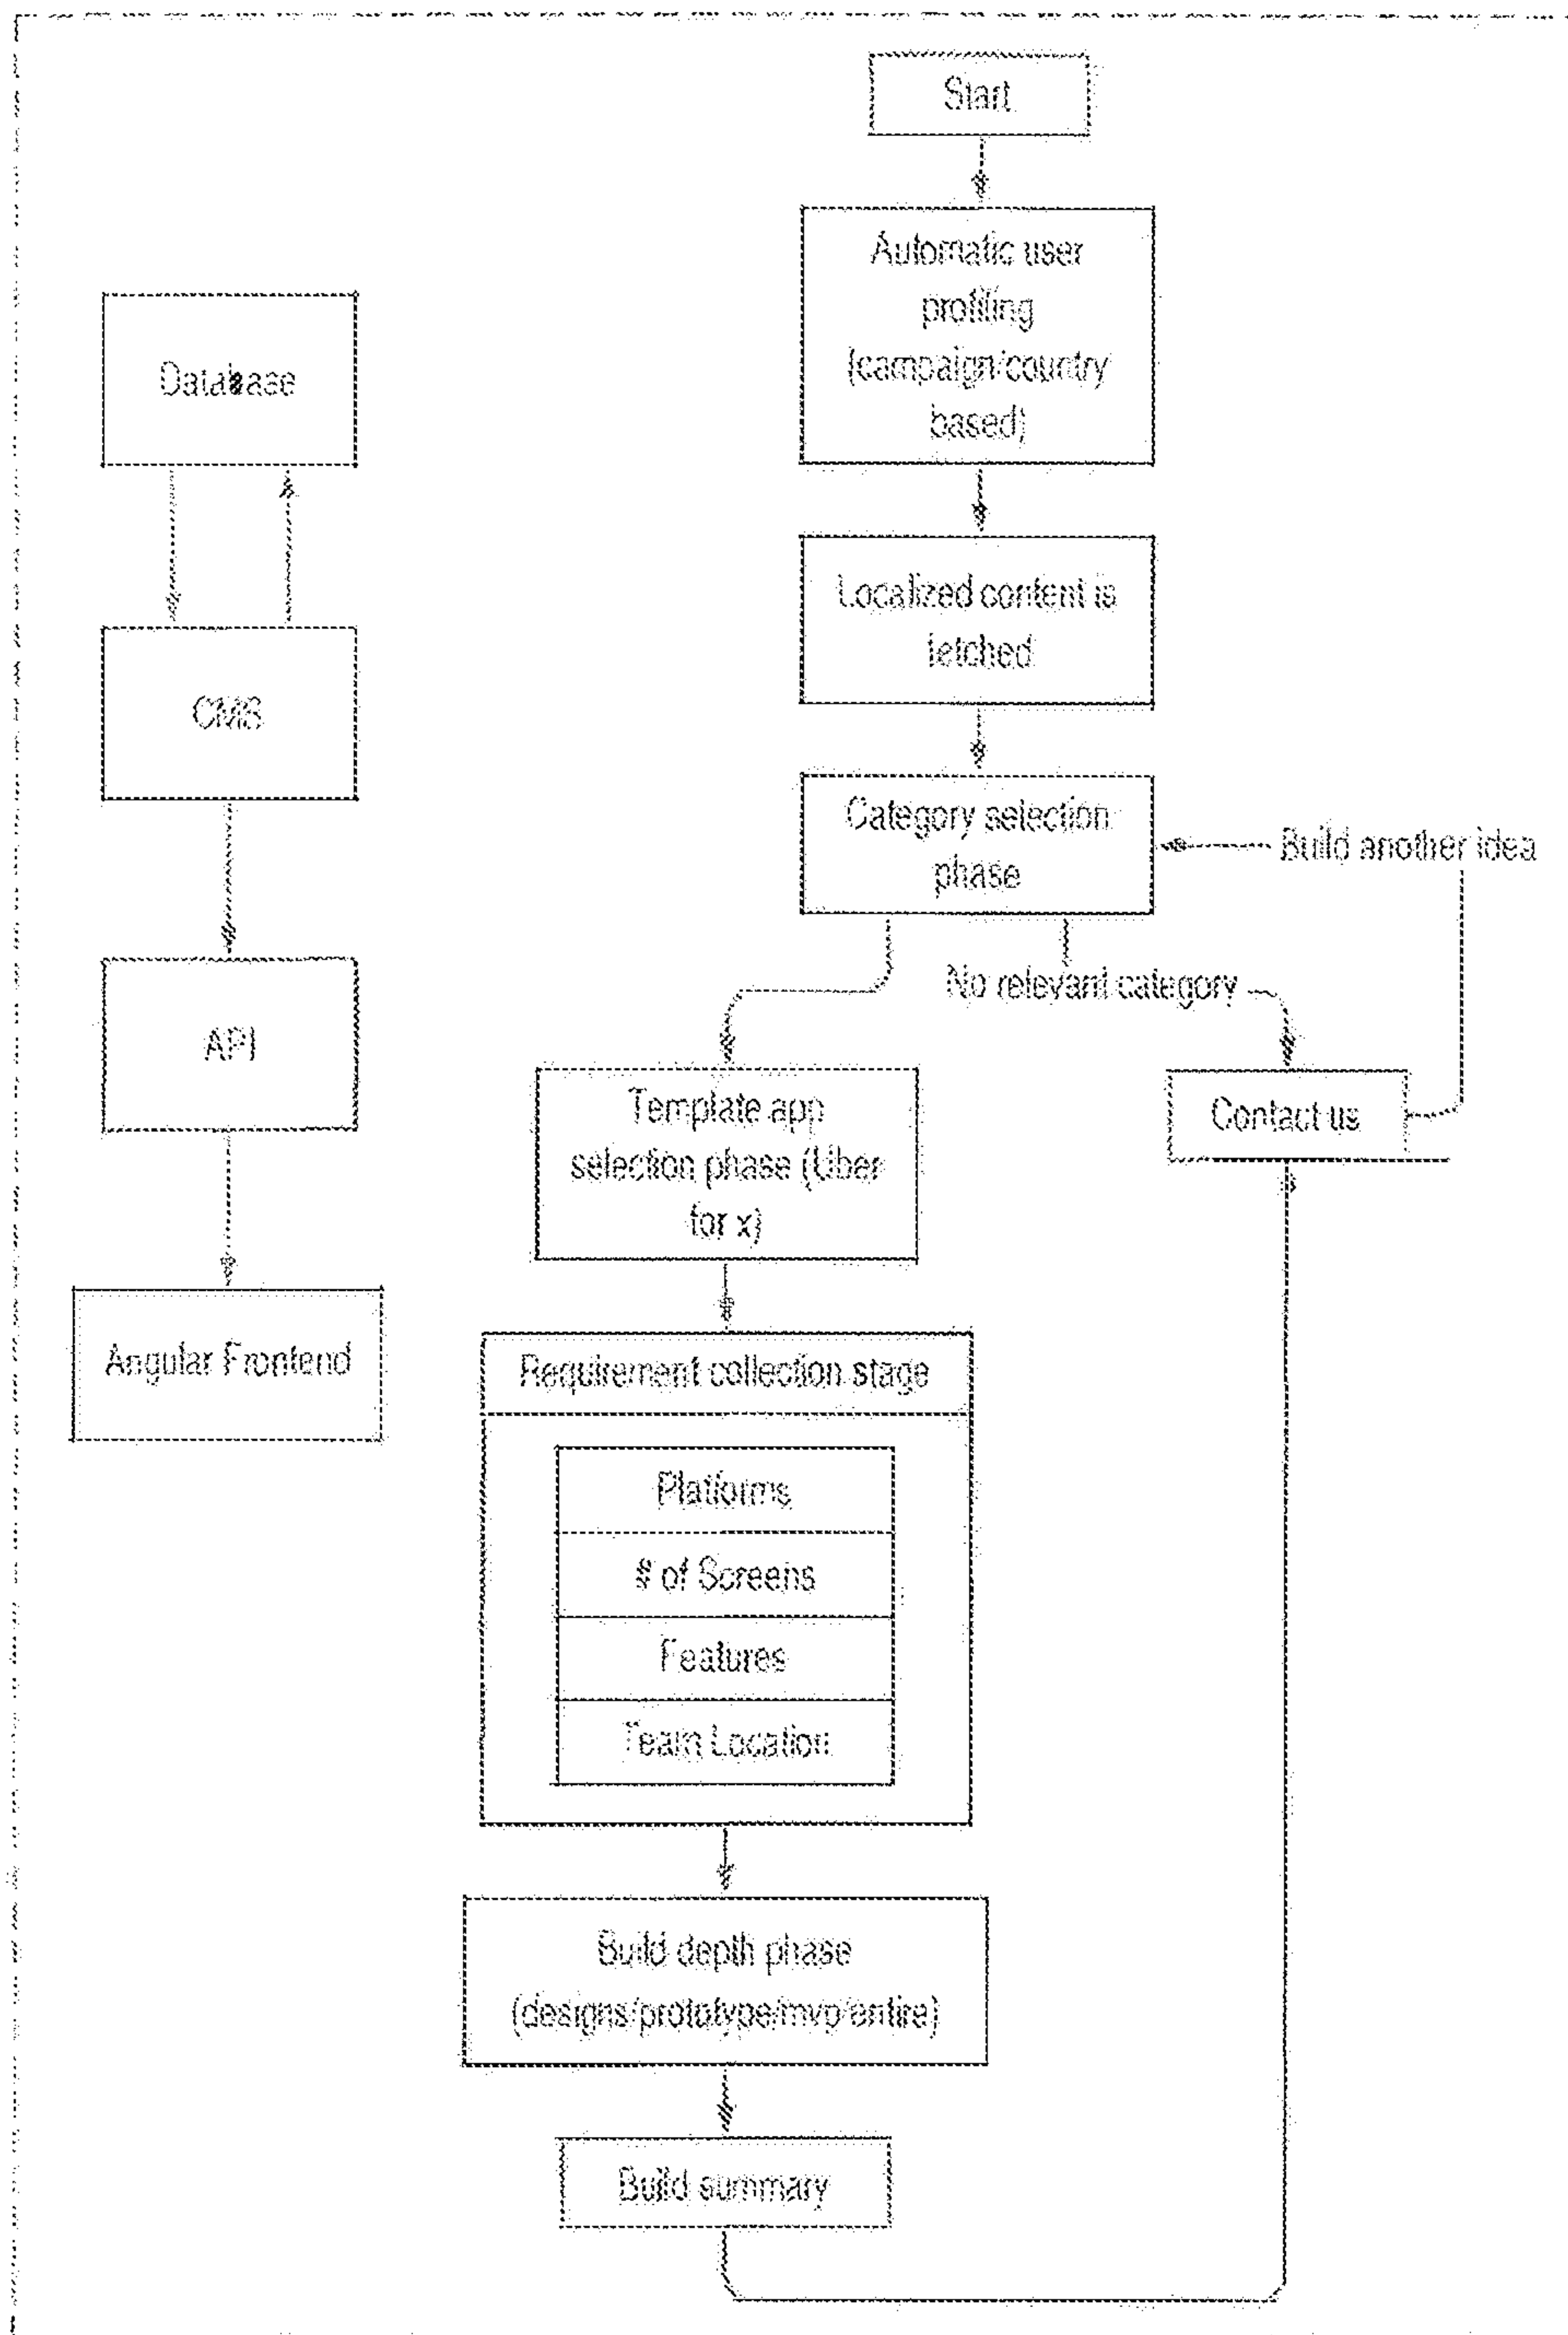 Start
Automatic user
profiling
(campaign/country
based)
Database
Localized content is
fetched
CMS
Category selection
phase
Build another idea
No relevant category
API
Template app
selection phase (Uber
for x)
Contact us
Angular Frontend
Requirement collection stage
Platforms
# of Screens
Features
Team Location
Build depth phase
(designs/prototype/mvp/entire)
Build summary